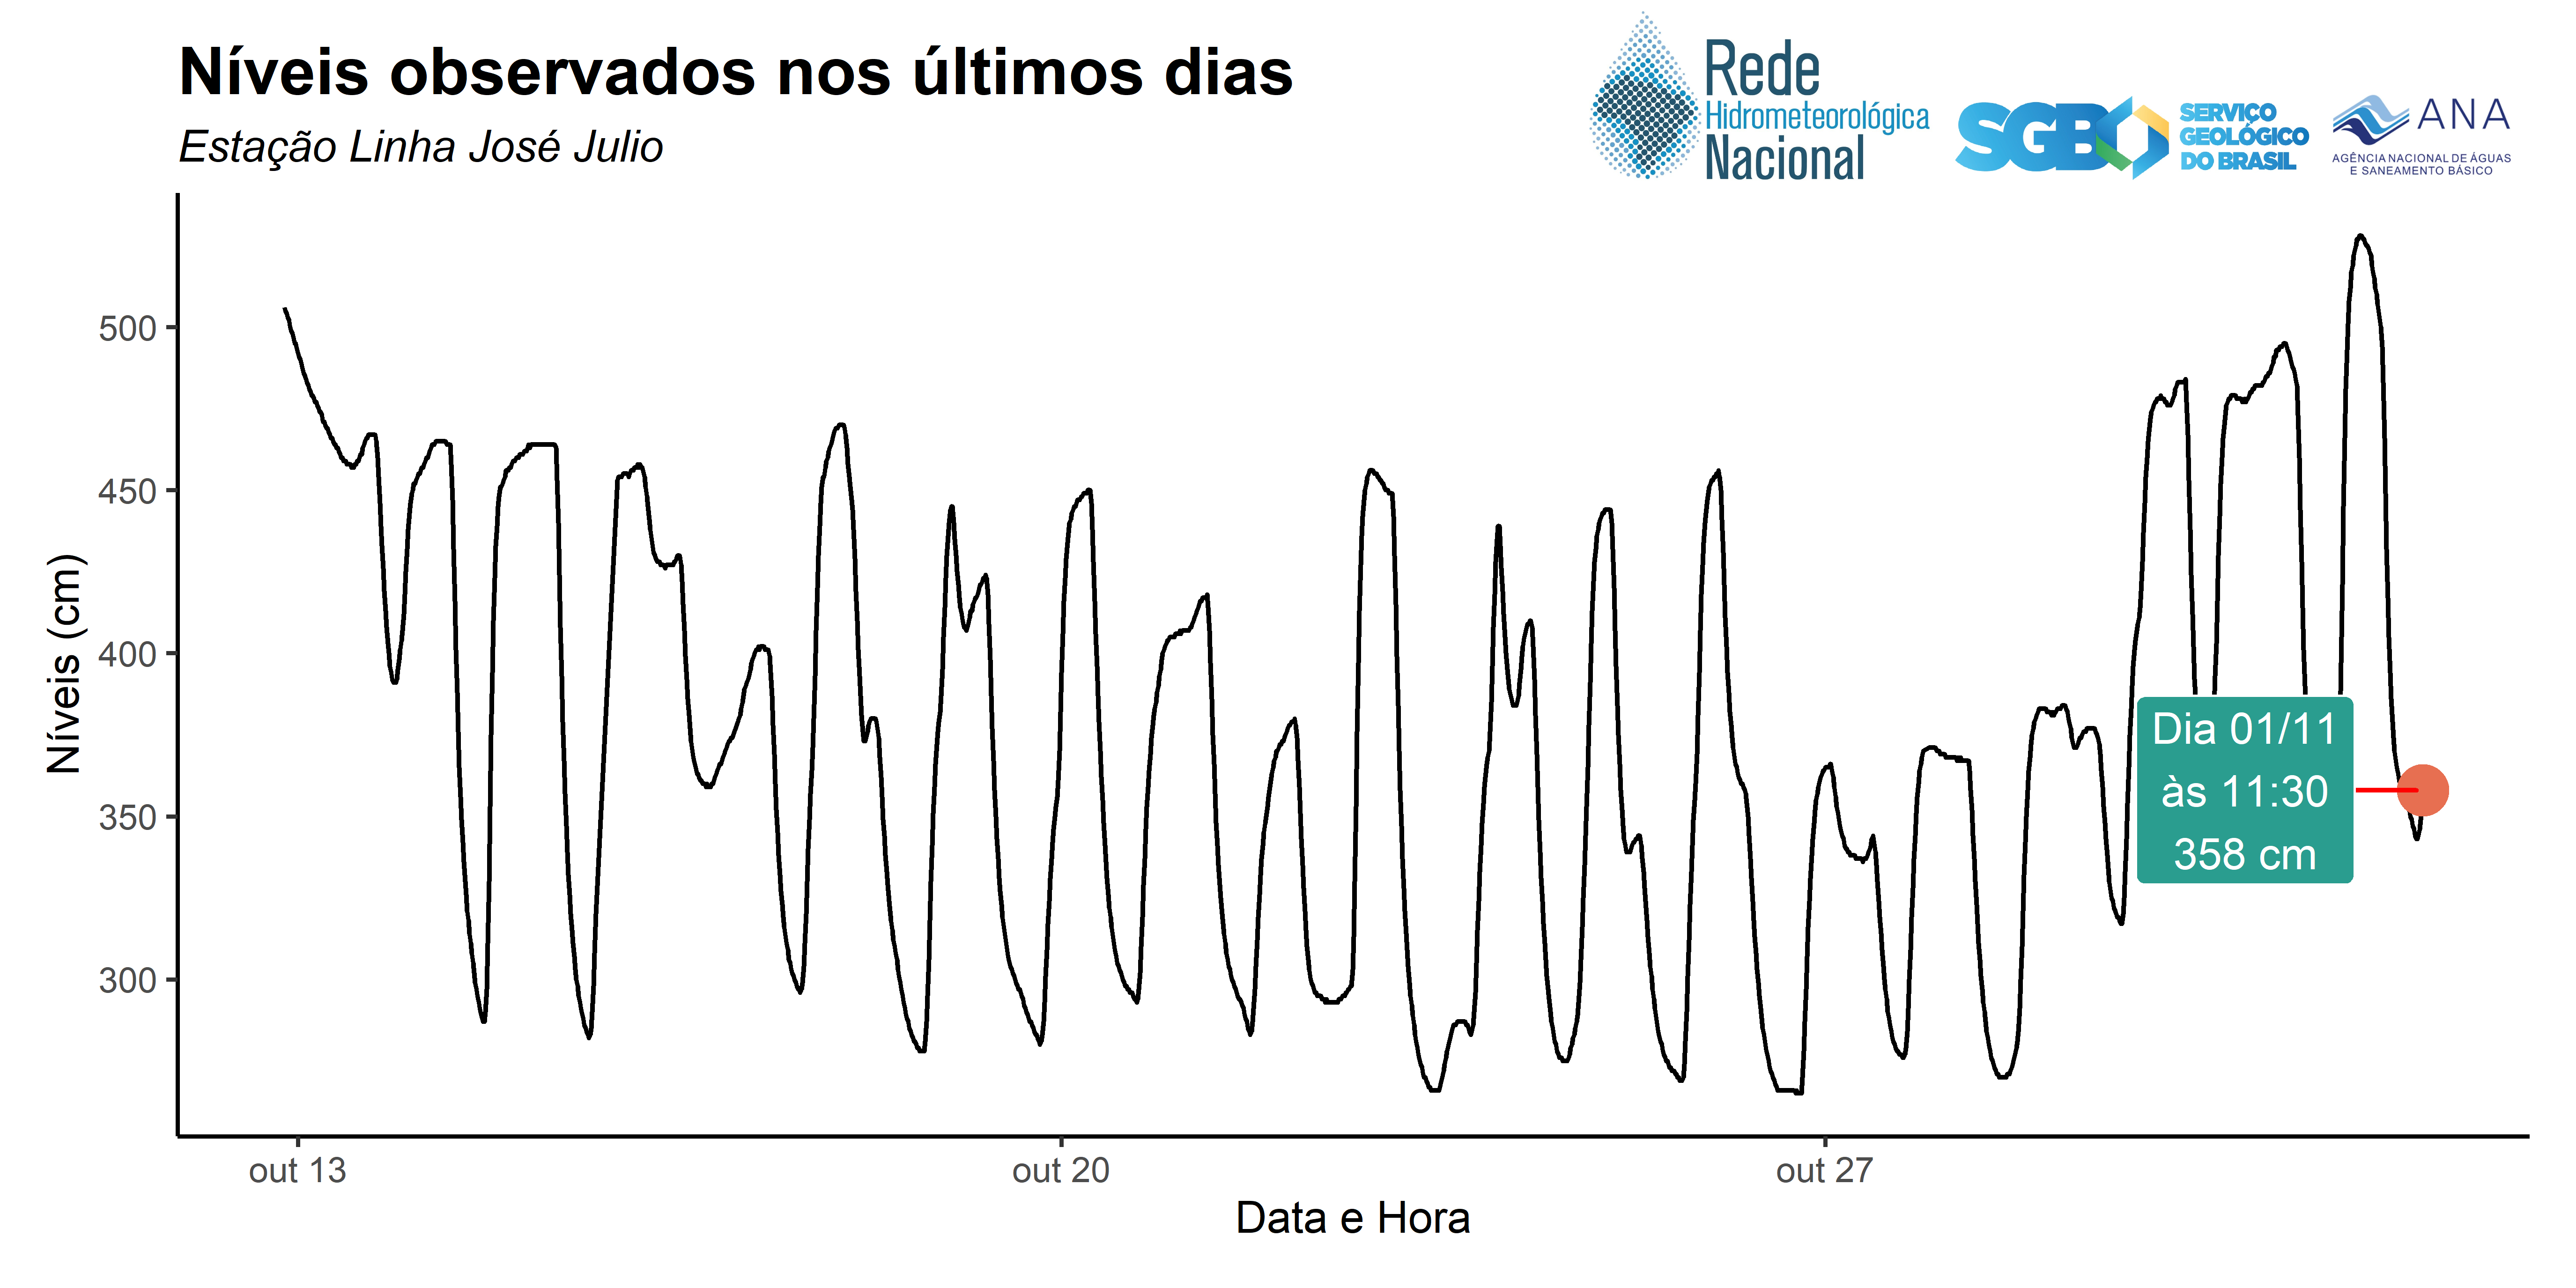 Níveis observados nos últimos dias
Estação Linha José Julio
Rede
Hidrometeorológica
Nacional
SGB
SERVIÇO
GEOLÓGICO
DO BRASIL
ANA
AGÊNCIA NACIONAL DE ÁGUAS
E SANEAMENTO BÁSICO
Níveis (cm)
500
450
400
350
300
Dia 01/11
às 11:30
358 cm
out 13
out 20
out 27
Data e Hora